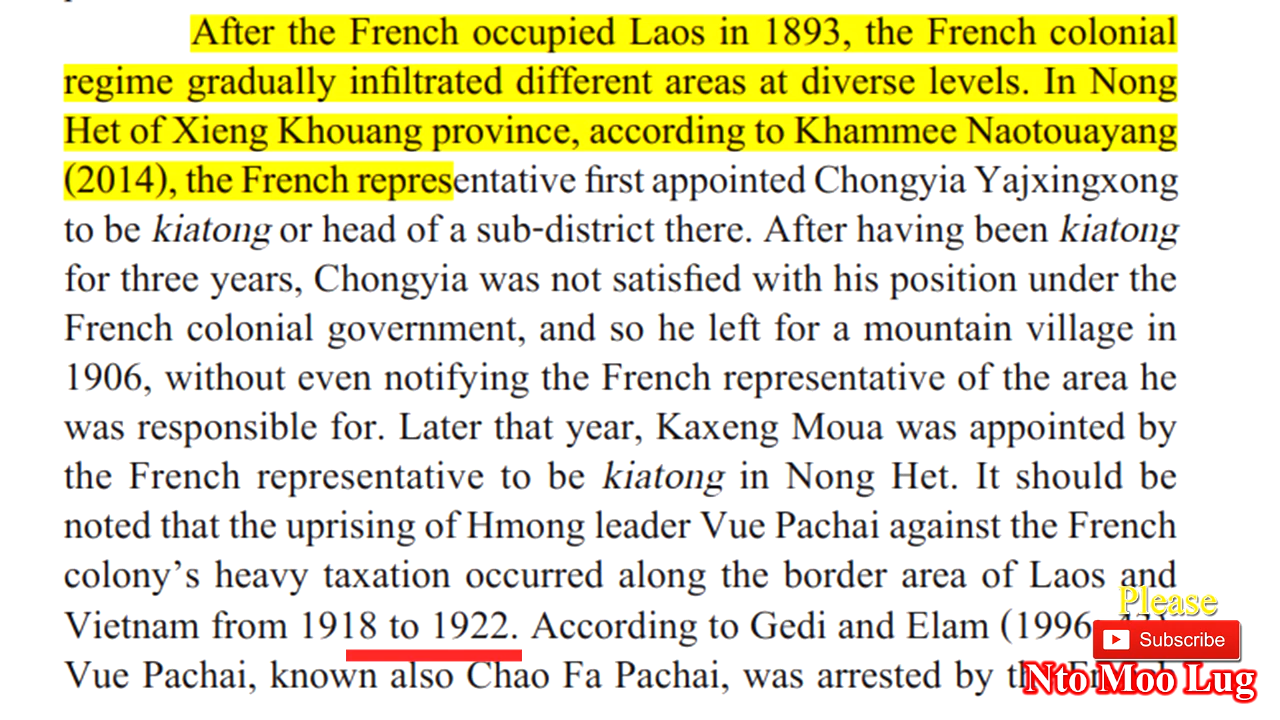 After the French occupied Laos in 1893, the French colonial
regime gradually infiltrated different areas at diverse levels. In Nong
Het of Xieng Khouang province, according to Khammee Naotouayang
(2014), the French representative first appointed Chongyia Yajxingxong
to be kiatong or head of a sub-district there. After having been kiatong
for three years, Chongyia was not satisfied with his position under the
French colonial government, and so he left for a mountain village in
1906, without even notifying the French representative of the area he
was responsible for. Later that year, Kaxeng Moua was appointed by
the French representative to be kiatong in Nong Het. It should be
noted that the uprising of Hmong leader Vue Pachai against the French
colony's heavy taxation occurred along the border area of Laos and
Vietnam from 1918 to 1922. According to Gedi and Elam (1996
Vue Pachai, known also Chao Fa Pachai, was arrested by the
Please
Subscribe
Nto Moo Lug